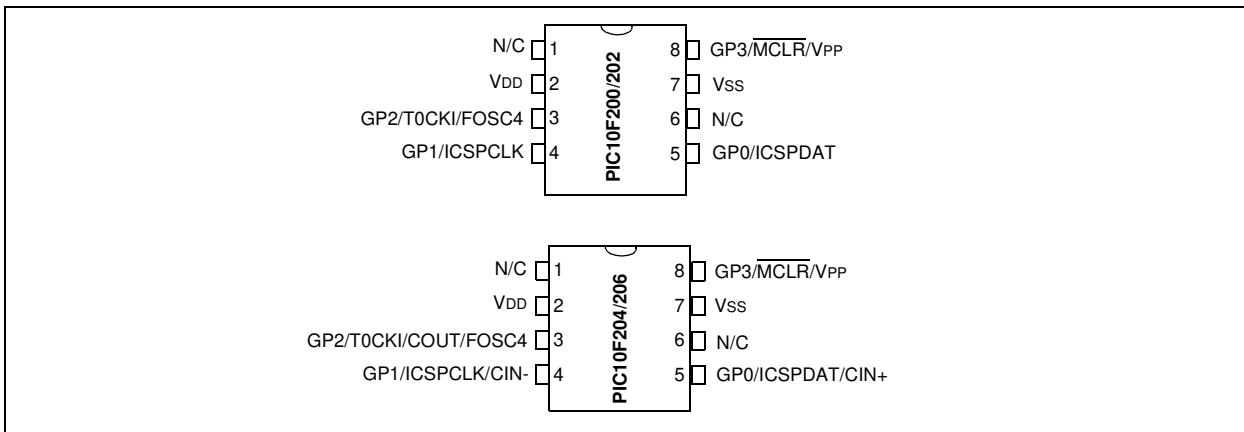 N/C 1 8 GP3/MCLR/VPP
VDD 2 7 VSS
GP2/T0CKI/FOSC4 3 6 N/C
GP1/ICSPCLK 4 5 GP0/ICSPDAT
PIC10F200/202
N/C 1 8 GP3/MCLR/VPP
VDD 2 7 VSS
GP2/T0CKI/COUT/FOSC4 3 6 N/C
GP1/ICSPCLK/CIN- 4 5 GP0/ICSPDAT/CIN+
PIC10F204/206